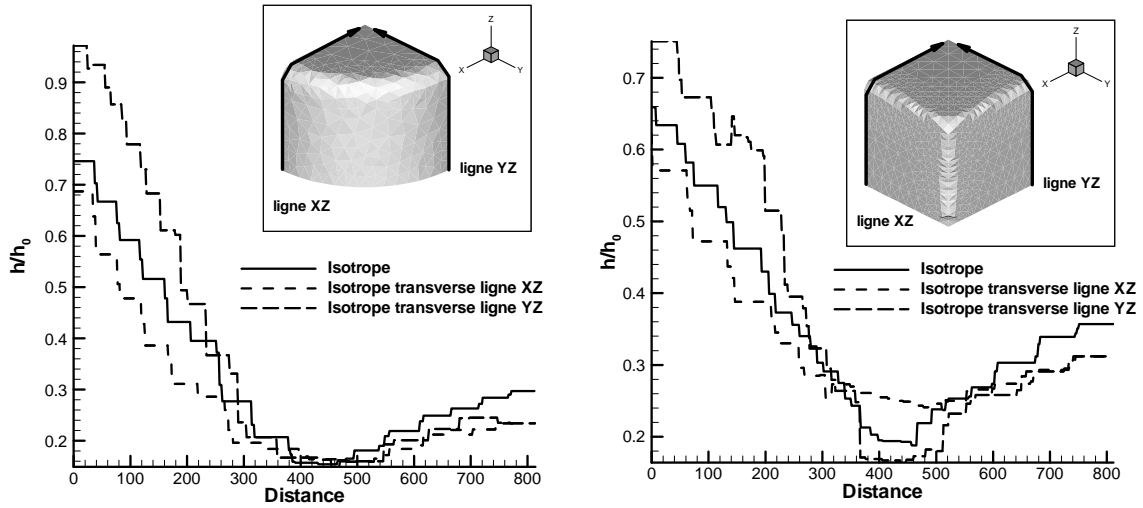 h/h0
0.9
0.8
0.7
0.6
0.5
0.4
0.3
0.2
0 100 200 300 400 500 600 700 800
Distance
Z
X
Y
ligne YZ
ligne XZ
Isotrope
Isotrope transverse ligne XZ
Isotrope transverse ligne YZ
h/h0
0.7
0.6
0.5
0.4
0.3
0.2
0 100 200 300 400 500 600 700 800
Distance
Z
X
Y
ligne YZ
ligne XZ
Isotrope
Isotrope transverse ligne XZ
Isotrope transverse ligne YZ